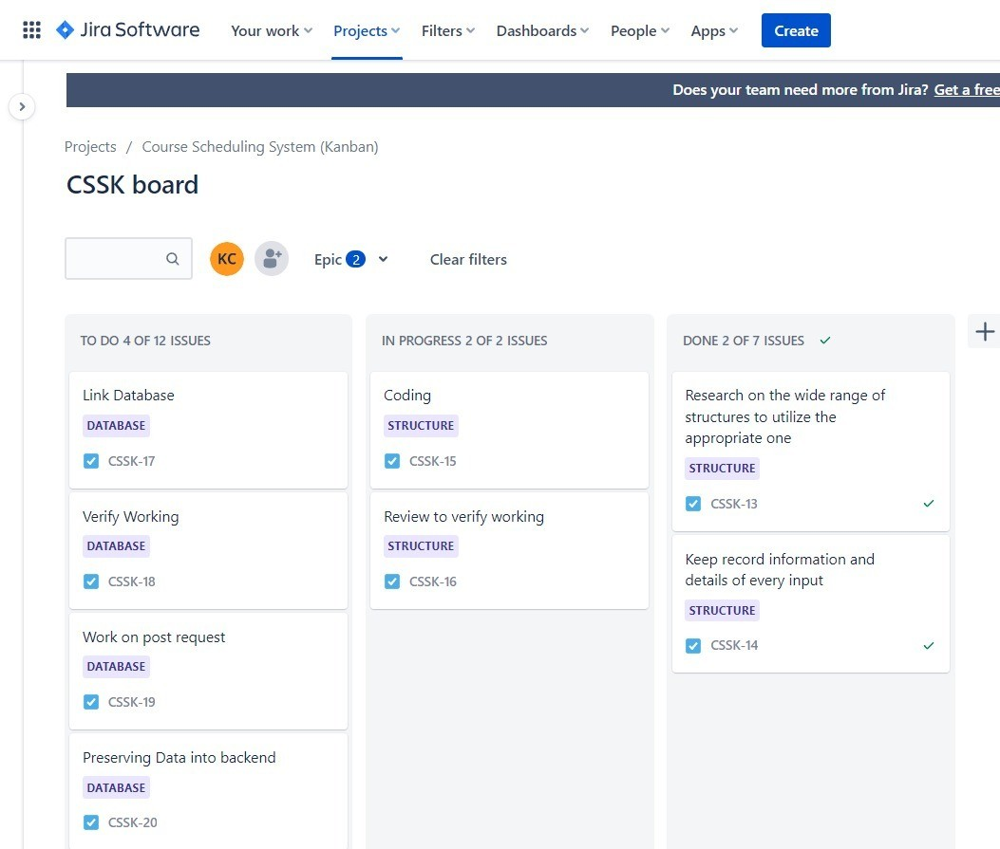 Jira Software Your work Projects Filters Dashboards People Apps Create
Does your team need more from Jira? Get a free
Projects / Course Scheduling System (Kanban)
CSSK board
KC Epic 2 Clear filters
TO DO 4 OF 12 ISSUES
Link Database
DATABASE
CSSK-17
Verify Working
DATABASE
CSSK-18
Work on post request
DATABASE
CSSK-19
Preserving Data into backend
DATABASE
CSSK-20
IN PROGRESS 2 OF 2 ISSUES
Coding
STRUCTURE
CSSK-15
Review to verify working
STRUCTURE
CSSK-16
DONE 2 OF 7 ISSUES
Research on the wide range of
structures to utilize the
appropriate one
STRUCTURE
CSSK-13
Keep record information and
details of every input
STRUCTURE
CSSK-14